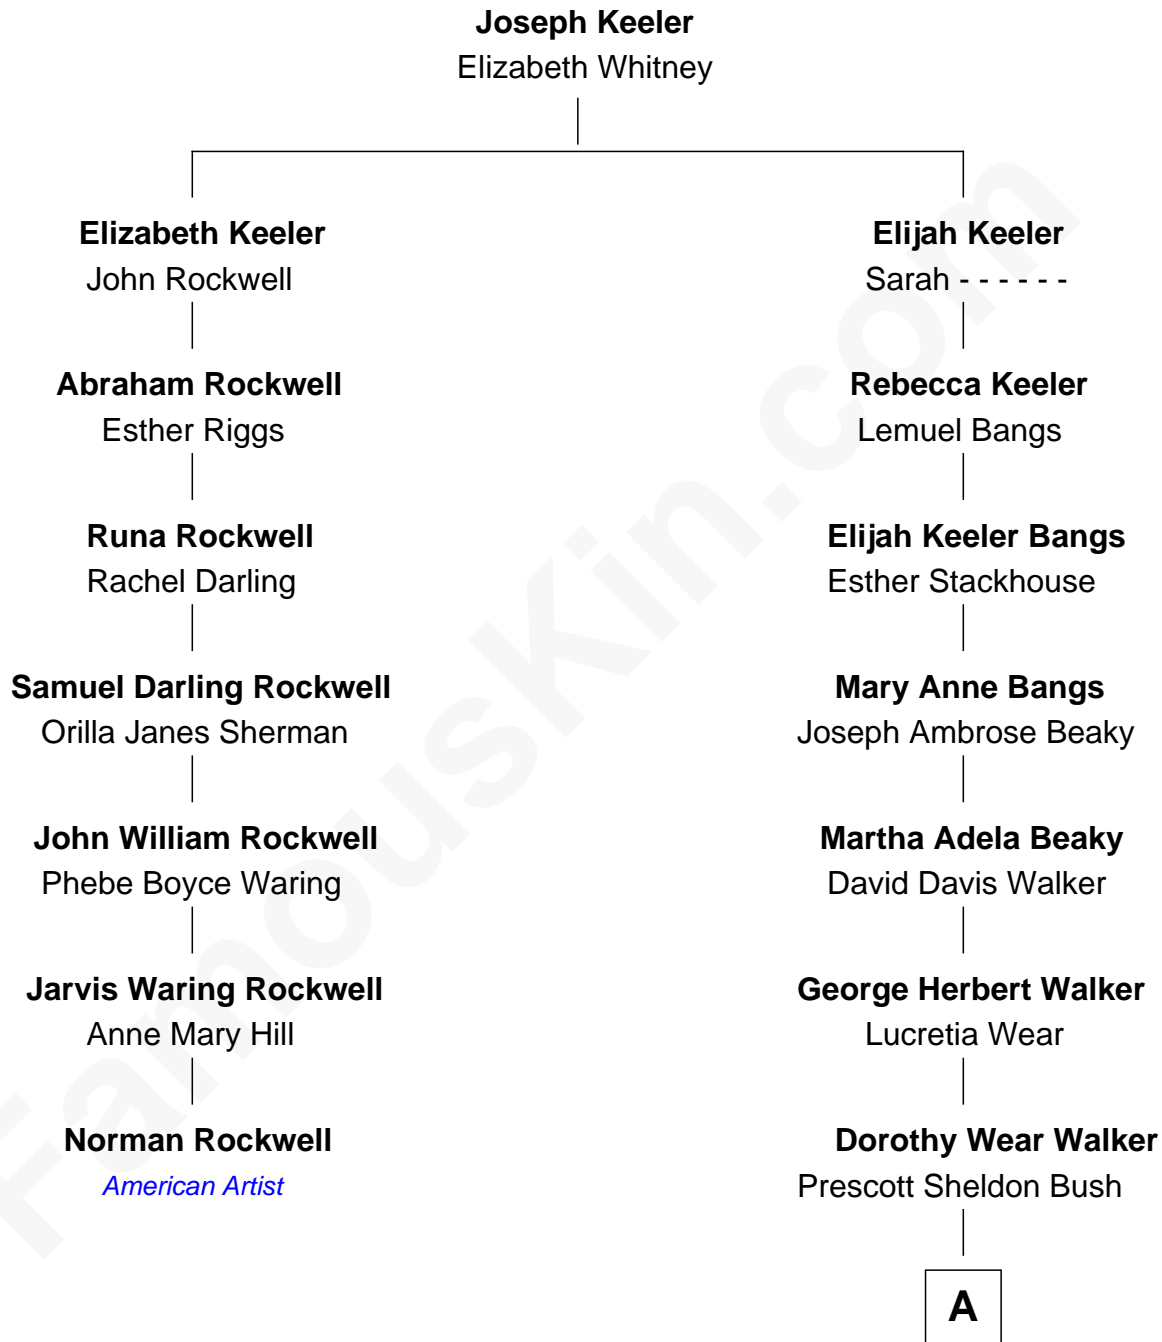 Joseph Keeler
Elizabeth Whitney
Elizabeth Keeler
John Rockwell
Elijah Keeler
Sarah - - - - - -
Abraham Rockwell
Esther Riggs
Rebecca Keeler
Lemuel Bangs
Runa Rockwell
Rachel Darling
Elijah Keeler Bangs
Esther Stackhouse
Samuel Darling Rockwell
Orilla Janes Sherman
Mary Anne Bangs
Joseph Ambrose Beaky
John William Rockwell
Phebe Boyce Waring
Martha Adela Beaky
David Davis Walker
Jarvis Waring Rockwell
Anne Mary Hill
George Herbert Walker
Lucretia Wear
Norman Rockwell
American Artist
Dorothy Wear Walker
Prescott Sheldon Bush
A
FamousKin.com